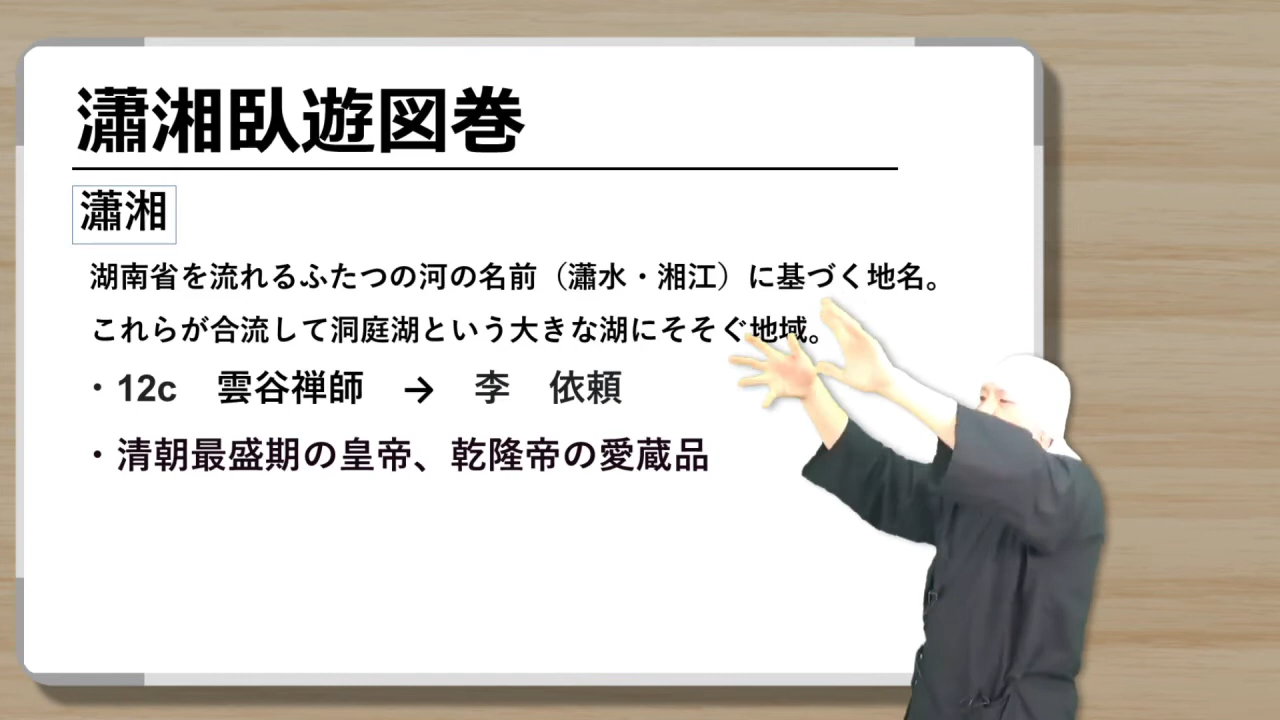 瀟湘臥遊図巻
瀟湘
湖南省を流れるふたつの河の名前（瀟水・湘江）に基づく地名。
これらが合流して洞庭湖という大きな湖にそそぐ地域。
・12c　雲谷禅師　→　李　依頼
・清朝最盛期の皇帝、乾隆帝の愛蔵品